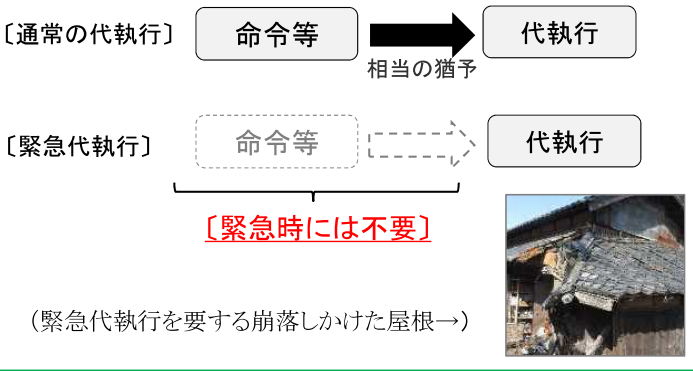 〔通常の代執行〕 命令等 代執行
相当の猶予
〔緊急代執行〕 命令等 代執行
〔緊急時には不要〕
（緊急代執行を要する崩落しかけた屋根→）